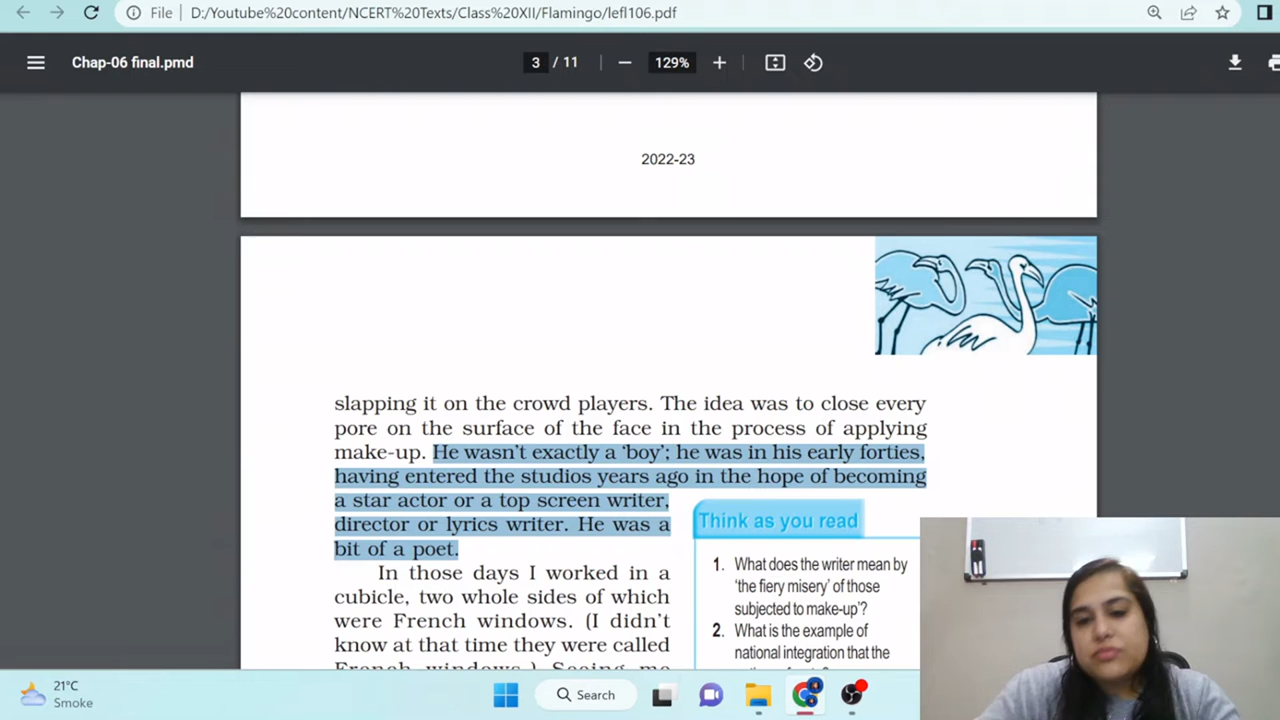 File
D:/Youtube%20content/NCERT%20Texts/Class%20XII/Flamingo/lefl106.pdf
Chap-06 final.pmd
3 / 11
129%
2022-23
slapping it on the crowd players. The idea was to close every
pore on the surface of the face in the process of applying
make-up. He wasn't exactly a 'boy'; he was in his early forties,
having entered the studios years ago in the hope of becoming
a star actor or a top screen writer,
director or lyrics writer. He was a
bit of a poet.
In those days I worked in a
cubicle, two whole sides of which
were French windows. (I didn't
know at that time they were called
French windows.) Seeing me
Think as you read
1. What does the writer mean by
'the fiery misery' of those
subjected to make-up'?
2. What is the example of
national integration that the
21°C
Smoke
Search